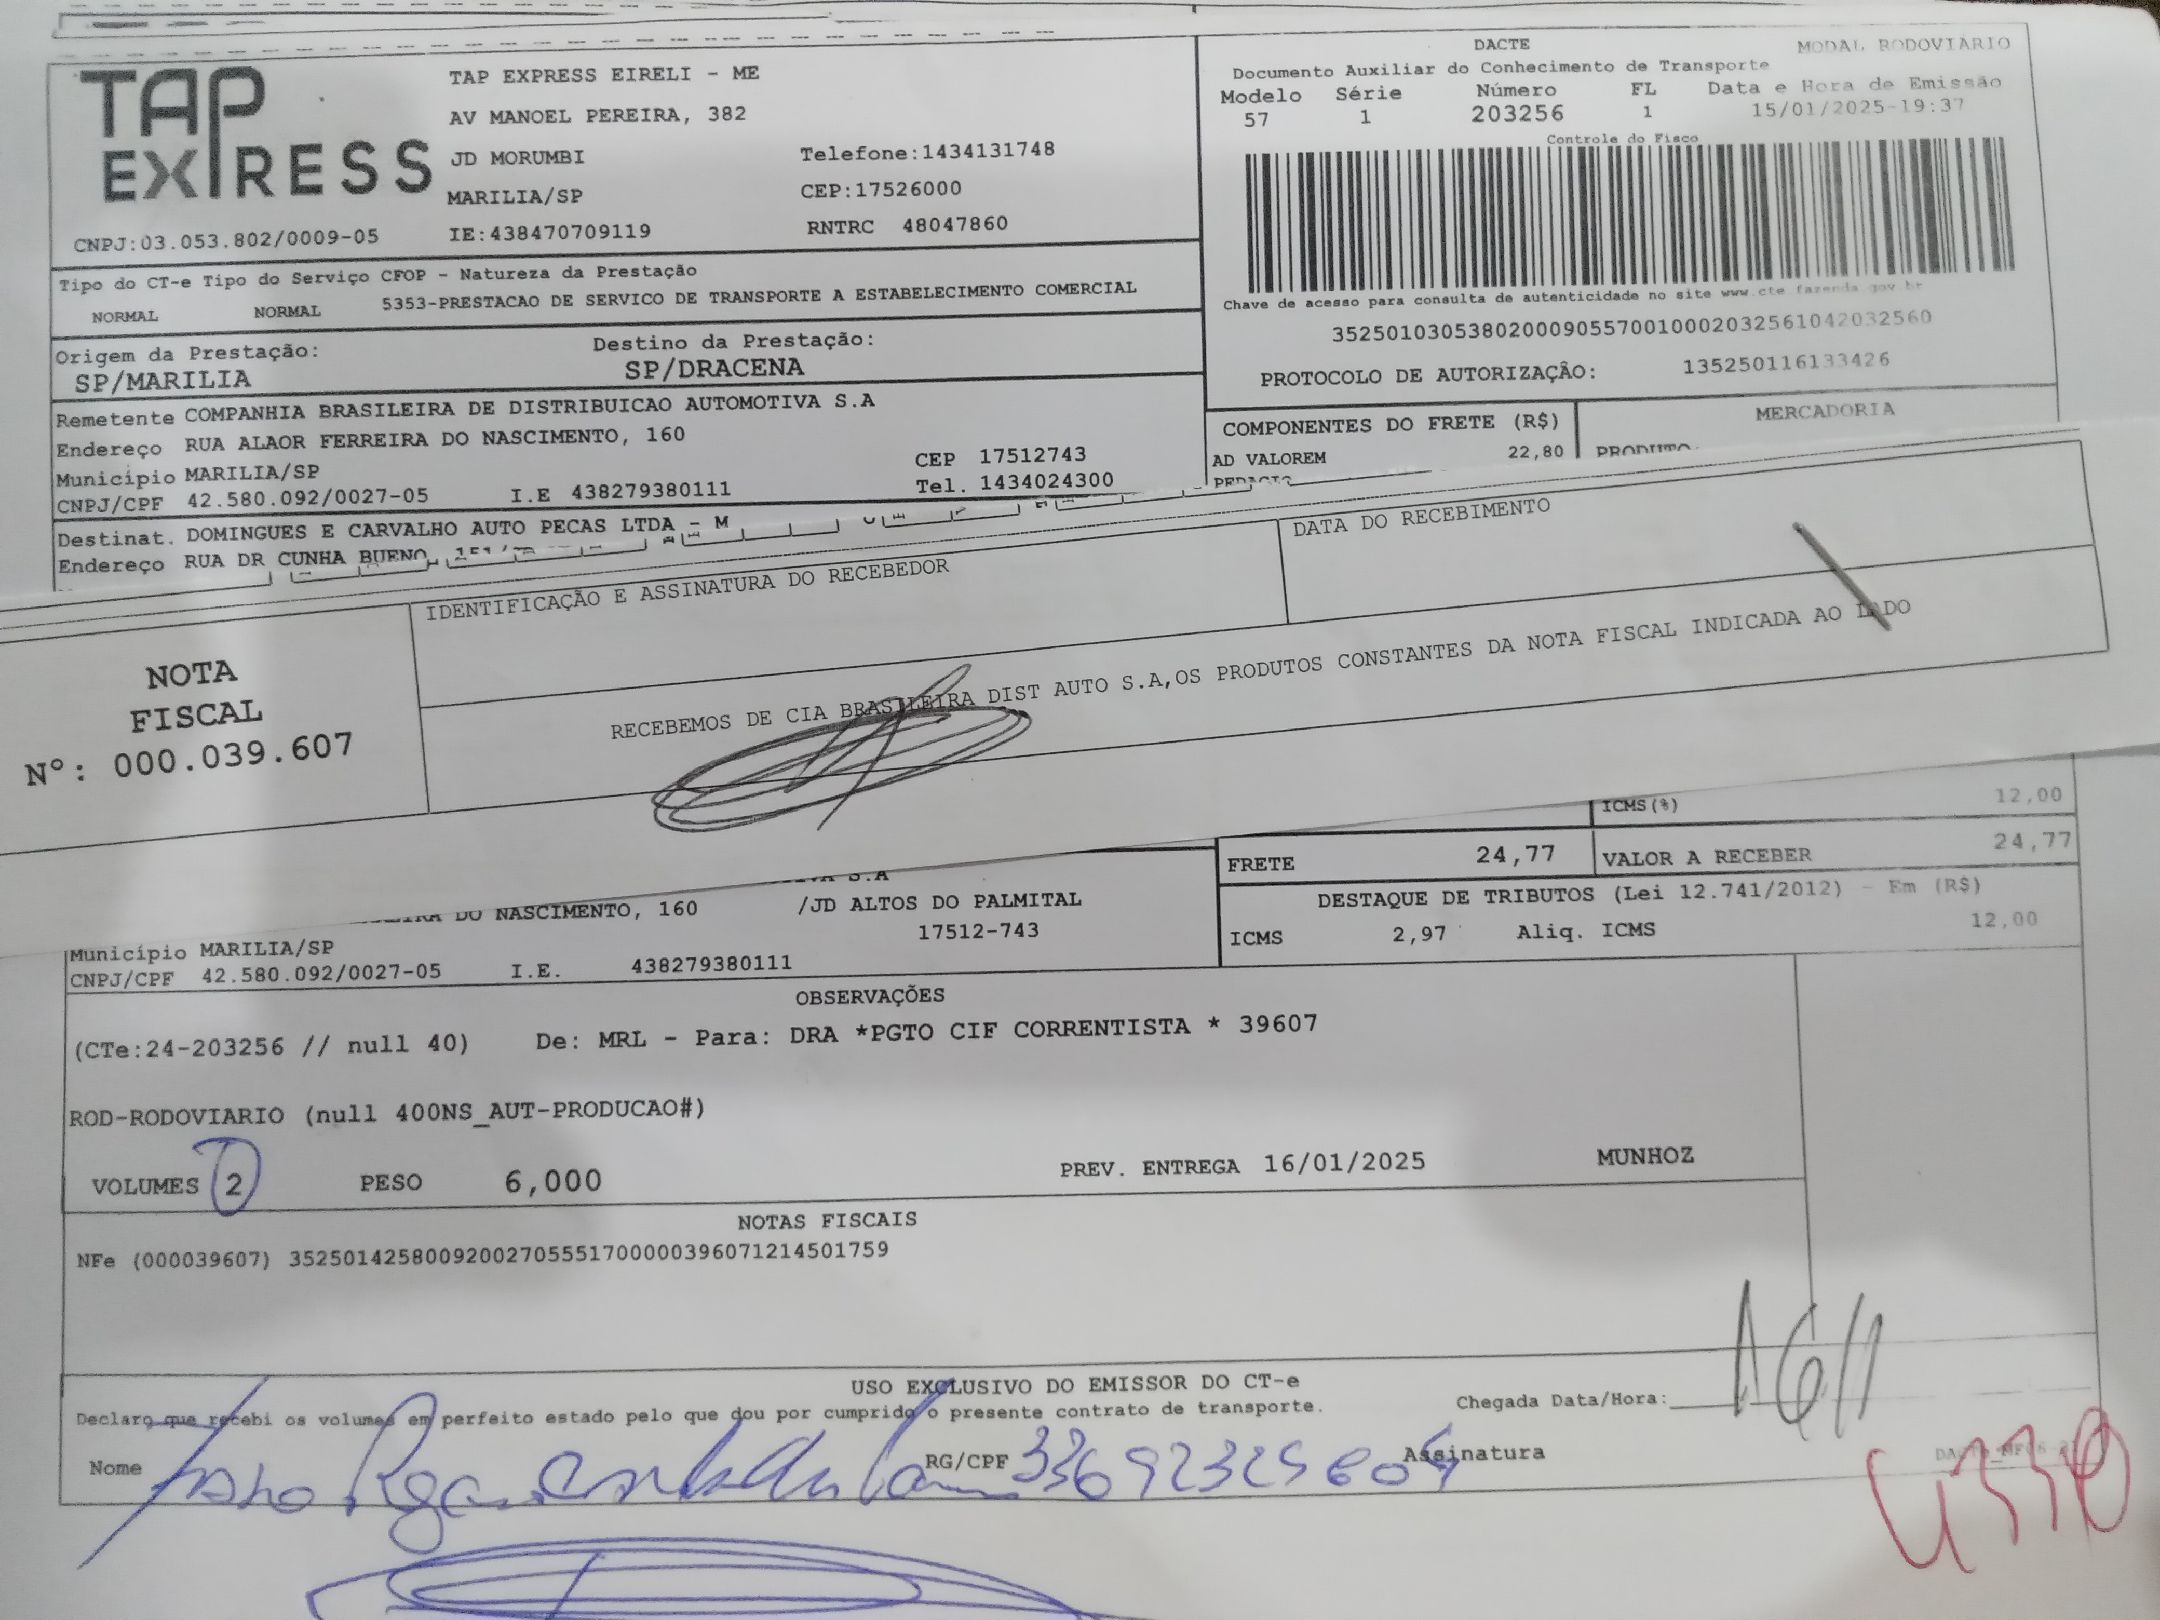 TAP
EXPRESS
TAP EXPRESS EIRELI - ME
AV MANOEL PEREIRA, 382
JD MORUMBI
Telefone:1434131748
MARILIA/SP
CEP:17526000
CNPJ:03.053.802/0009-05
IE:438470709119
RNTRC 48047860
DACTE
MODAL RODOVIARIO
Documento Auxiliar do Conhecimento de Transporte
Modelo Série Número FL Data e Hora de Emissão
57 1 203256 1 15/01/2025-19:37
Controle do Fisco
Chave de acesso para consulta de autenticidade no site www.cte.fazenda.gov.br
35250103053802000905570010002032561042032560
PROTOCOLO DE AUTORIZAÇÃO: 135250116133426
Tipo do CT-e Tipo do Serviço CFOP - Natureza da Prestação
NORMAL NORMAL 5353-PRESTACAO DE SERVICO DE TRANSPORTE A ESTABELECIMENTO COMERCIAL
Origem da Prestação: Destino da Prestação:
SP/MARILIA SP/DRACENA
Remetente COMPANHIA BRASILEIRA DE DISTRIBUICAO AUTOMOTIVA S.A
Endereço RUA ALAOR FERREIRA DO NASCIMENTO, 160
Município MARILIA/SP CEP 17512743
CNPJ/CPF 42.580.092/0027-05 I.E 438279380111 Tel. 1434024300
COMPONENTES DO FRETE (R$) MERCADORIA
AD VALOREM 22,80 PRODUTO:
PEDAGIO
Destinat. DOMINGUES E CARVALHO AUTO PECAS LTDA - M
Endereço RUA DR CUNHA BUENO,
NOTA
FISCAL
Nº: 000.039.607
IDENTIFICAÇÃO E ASSINATURA DO RECEBEDOR
DATA DO RECEBIMENTO
RECEBEMOS DE CIA BRASILEIRA DIST AUTO S.A,OS PRODUTOS CONSTANTES DA NOTA FISCAL INDICADA AO LADO
ICMS(%) 12,00
FRETE 24,77 VALOR A RECEBER 24,77
DESTAQUE DE TRIBUTOS (Lei 12.741/2012) - Em (R$)
ICMS 2,97 Aliq. ICMS 12,00
S.A
DO NASCIMENTO, 160 /JD ALTOS DO PALMITAL
Município MARILIA/SP 17512-743
CNPJ/CPF 42.580.092/0027-05 I.E. 438279380111
OBSERVAÇÕES
(CTe:24-203256 // null 40) De: MRL - Para: DRA *PGTO CIF CORRENTISTA * 39607
ROD-RODOVIARIO (null 400NS_AUT-PRODUCAO#)
VOLUMES 2 PESO 6,000 PREV. ENTREGA 16/01/2025 MUNHOZ
NOTAS FISCAIS
NFe (000039607) 35250142580092002705551700000396071214501759
USO EXCLUSIVO DO EMISSOR DO CT-e
Declaro que recebi os volumes em perfeito estado pelo que dou por cumprido o presente contrato de transporte.
Chegada Data/Hora:
Nome RG/CPF Assinatura